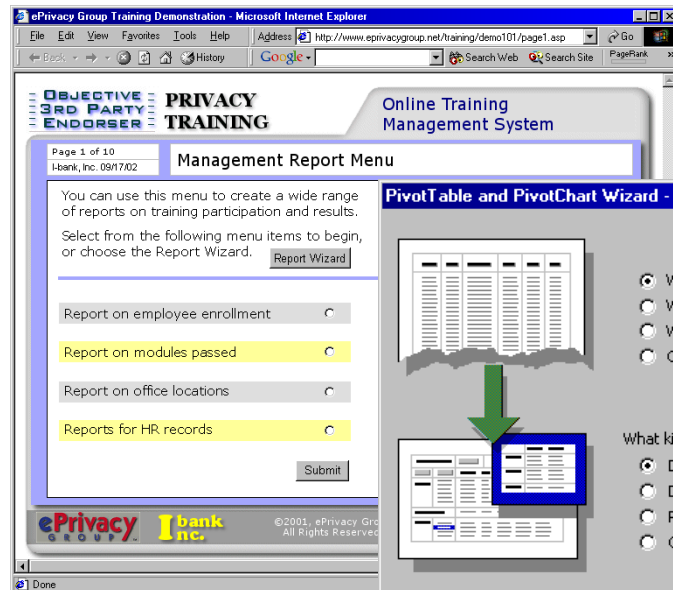 ePrivacy Group Training Demonstration - Microsoft Internet Explorer
File Edit View Favorites Tools Help Address http://www.eprivacygroup.net/training/demo101/page1.asp Go
Back History Google Search Web Search Site PageRank
OBJECTIVE
3RD PARTY
ENDORSER
PRIVACY
TRAINING
Online Training
Management System
Page 1 of 10
I-bank, Inc. 09/17/02
Management Report Menu
You can use this menu to create a wide range
of reports on training participation and results.
Select from the following menu items to begin,
or choose the Report Wizard. Report Wizard
Report on employee enrollment
Report on modules passed
Report on office locations
Reports for HR records
Submit
ePrivacy
GROUP
I bank
nc.
©2001, ePrivacy
All Rights
Done
PivotTable and PivotChart Wizard -
What